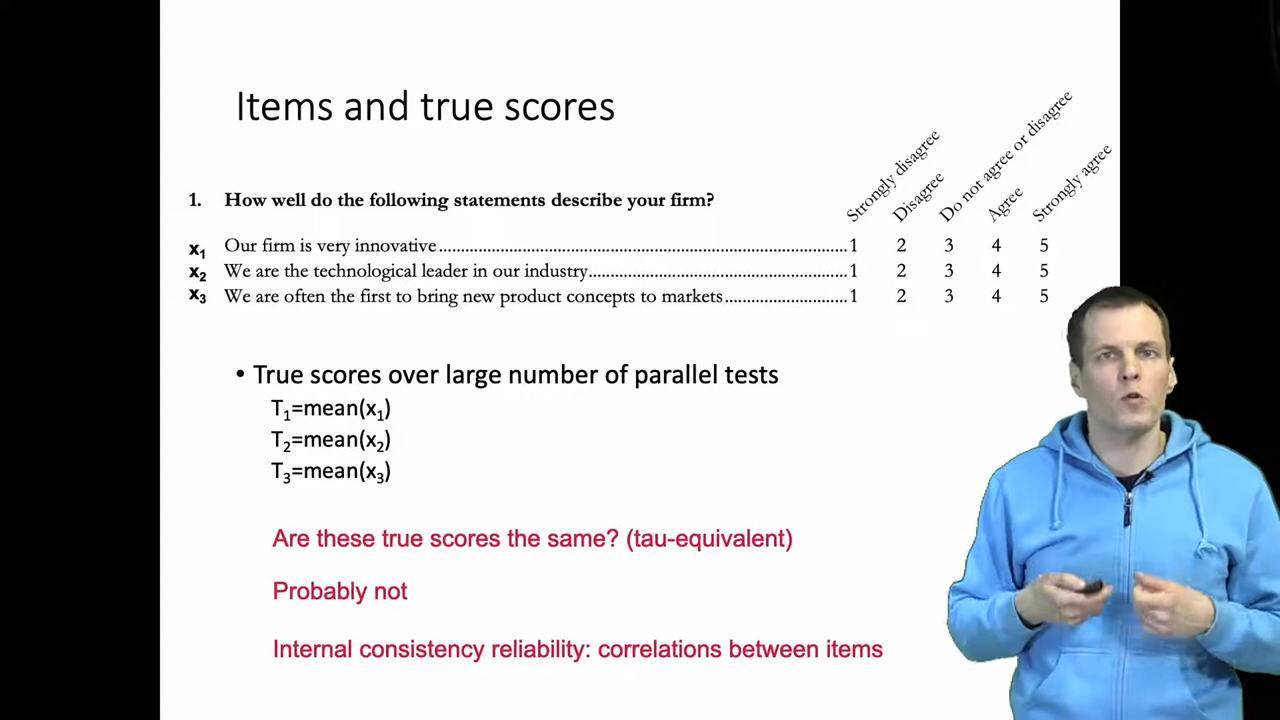 Items and true scores
Strongly disagree
Disagree
Do not agree or disagree
Agree
Strongly agree
1. How well do the following statements describe your firm?
x1 Our firm is very innovative 1 2 3 4 5
x2 We are the technological leader in our industry 1 2 3 4 5
x3 We are often the first to bring new product concepts to markets 1 2 3 4 5
• True scores over large number of parallel tests
T1=mean(x1)
T2=mean(x2)
T3=mean(x3)
Are these true scores the same? (tau-equivalent)
Probably not
Internal consistency reliability: correlations between items